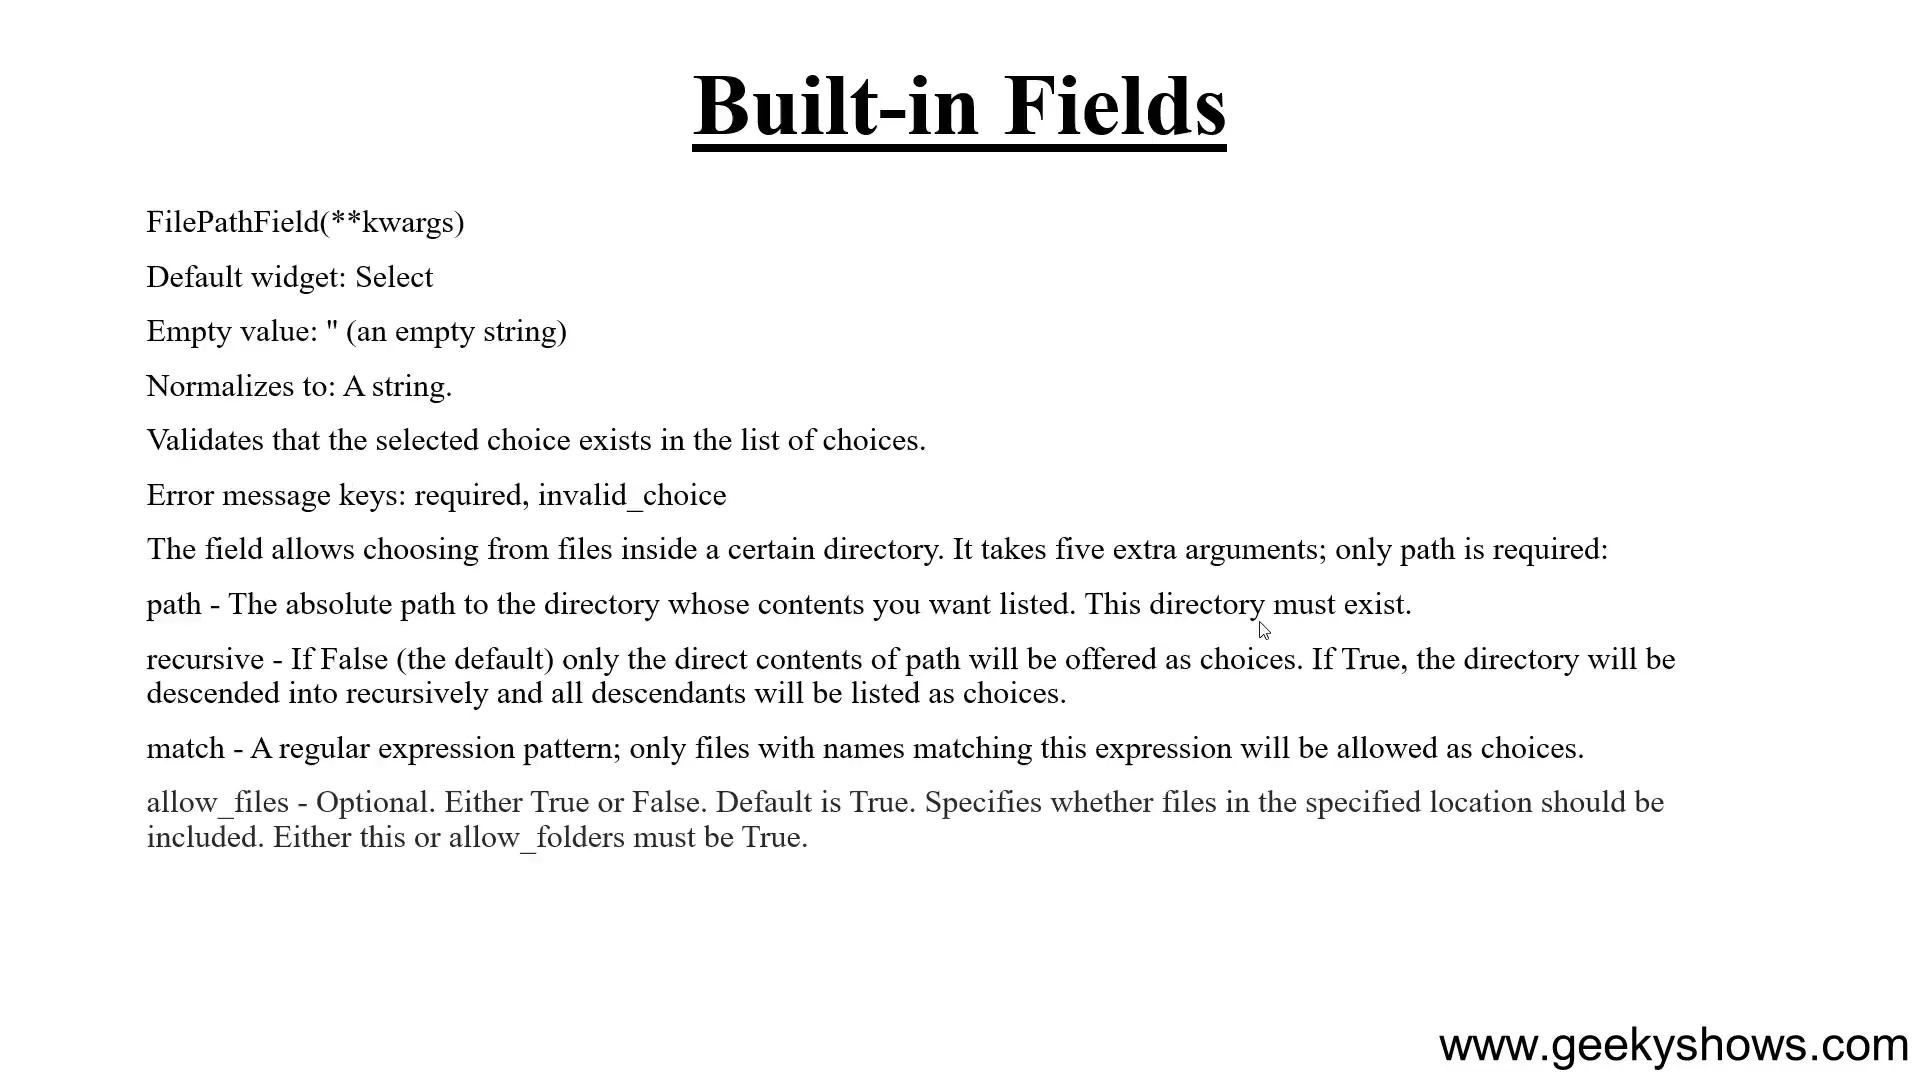 Built-in Fields
FilePathField(**kwargs)
Default widget: Select
Empty value: '' (an empty string)
Normalizes to: A string.
Validates that the selected choice exists in the list of choices.
Error message keys: required, invalid_choice
The field allows choosing from files inside a certain directory. It takes five extra arguments; only path is required:
path - The absolute path to the directory whose contents you want listed. This directory must exist.
recursive - If False (the default) only the direct contents of path will be offered as choices. If True, the directory will be
descended into recursively and all descendants will be listed as choices.
match - A regular expression pattern; only files with names matching this expression will be allowed as choices.
allow_files - Optional. Either True or False. Default is True. Specifies whether files in the specified location should be
included. Either this or allow_folders must be True.
www.geekyshows.com